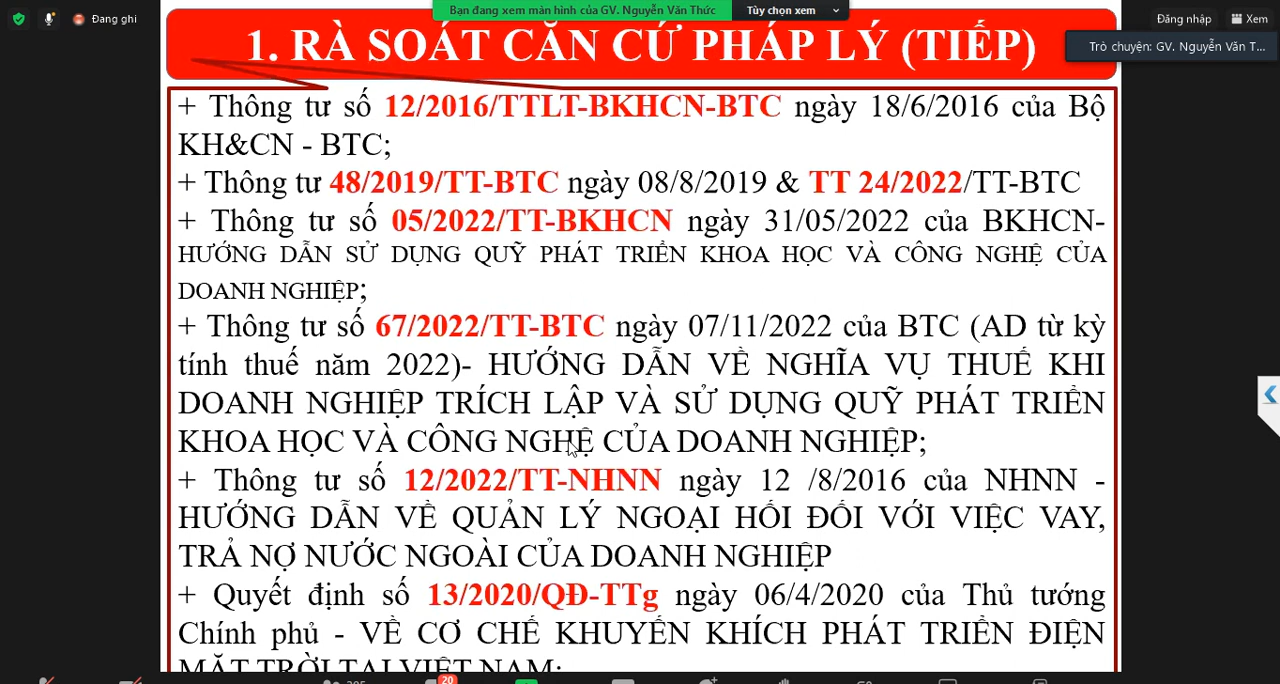 Đang ghi
Bạn đang xem màn hình của GV. Nguyễn Văn Thức
Tùy chọn xem
Đăng nhập
Xem
Trò chuyện: GV. Nguyễn Văn T...
1. RÀ SOÁT CĂN CỨ PHÁP LÝ (TIẾP)
+ Thông tư số 12/2016/TTLT-BKHCN-BTC ngày 18/6/2016 của Bộ
KH&CN - BTC;
+ Thông tư 48/2019/TT-BTC ngày 08/8/2019 & TT 24/2022/TT-BTC
+ Thông tư số 05/2022/TT-BKHCN ngày 31/05/2022 của BKHCN-
HƯỚNG DẪN SỬ DỤNG QUỸ PHÁT TRIỂN KHOA HỌC VÀ CÔNG NGHỆ CỦA
DOANH NGHIỆP;
+ Thông tư số 67/2022/TT-BTC ngày 07/11/2022 của BTC (AD từ kỳ
tính thuế năm 2022)- HƯỚNG DẪN VỀ NGHĨA VỤ THUẾ KHI
DOANH NGHIỆP TRÍCH LẬP VÀ SỬ DỤNG QUỸ PHÁT TRIỂN
KHOA HỌC VÀ CÔNG NGHỆ CỦA DOANH NGHIỆP;
+ Thông tư số 12/2022/TT-NHNN ngày 12 /8/2016 của NHNN -
HƯỚNG DẪN VỀ QUẢN LÝ NGOẠI HỐI ĐỐI VỚI VIỆC VAY,
TRẢ NỢ NƯỚC NGOÀI CỦA DOANH NGHIỆP
+ Quyết định số 13/2020/QĐ-TTg ngày 06/4/2020 của Thủ tướng
Chính phủ - VỀ CƠ CHẾ KHUYẾN KHÍCH PHÁT TRIỂN ĐIỆN
MẶT TRỜI TẠI VIỆT NAM;
20